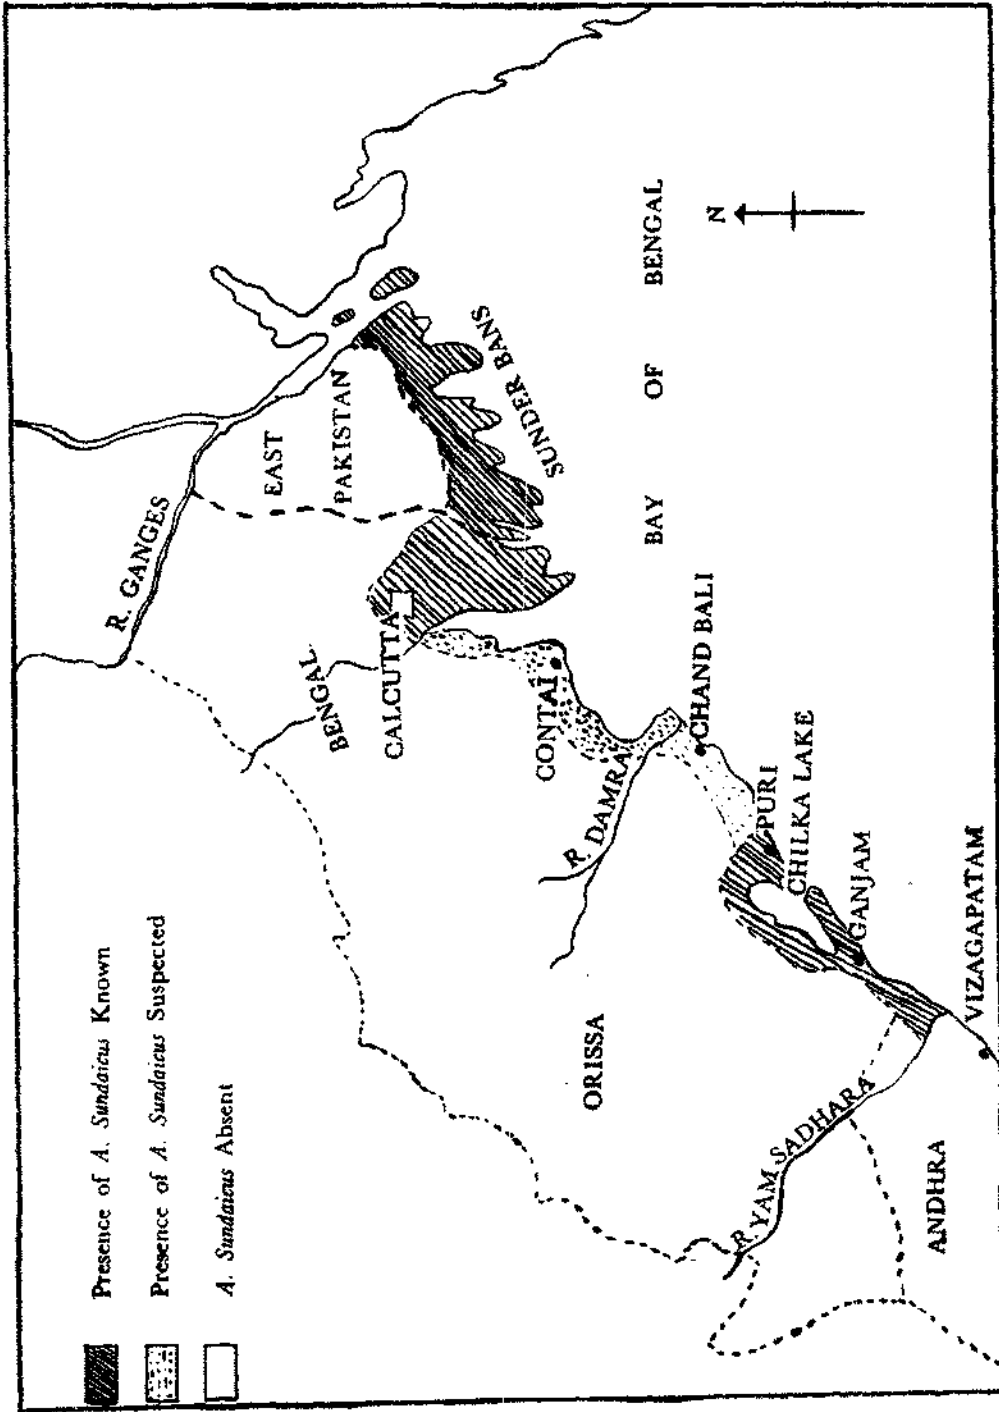 Presence of A. Sundaicus Known
Presence of A. Sundaicus Suspected
A. Sundaicus Absent
R. GANGES
EAST
PAKISTAN
SUNDER BANS
BENGAL
CALCUTTA
CONTAI
R. DAMRA
CHAND BALI
PURI
CHILKA LAKE
GANJAM
ORISSA
R. YAM SADHARA
ANDHRA
VIZAGAPATAM
BAY OF BENGAL
N